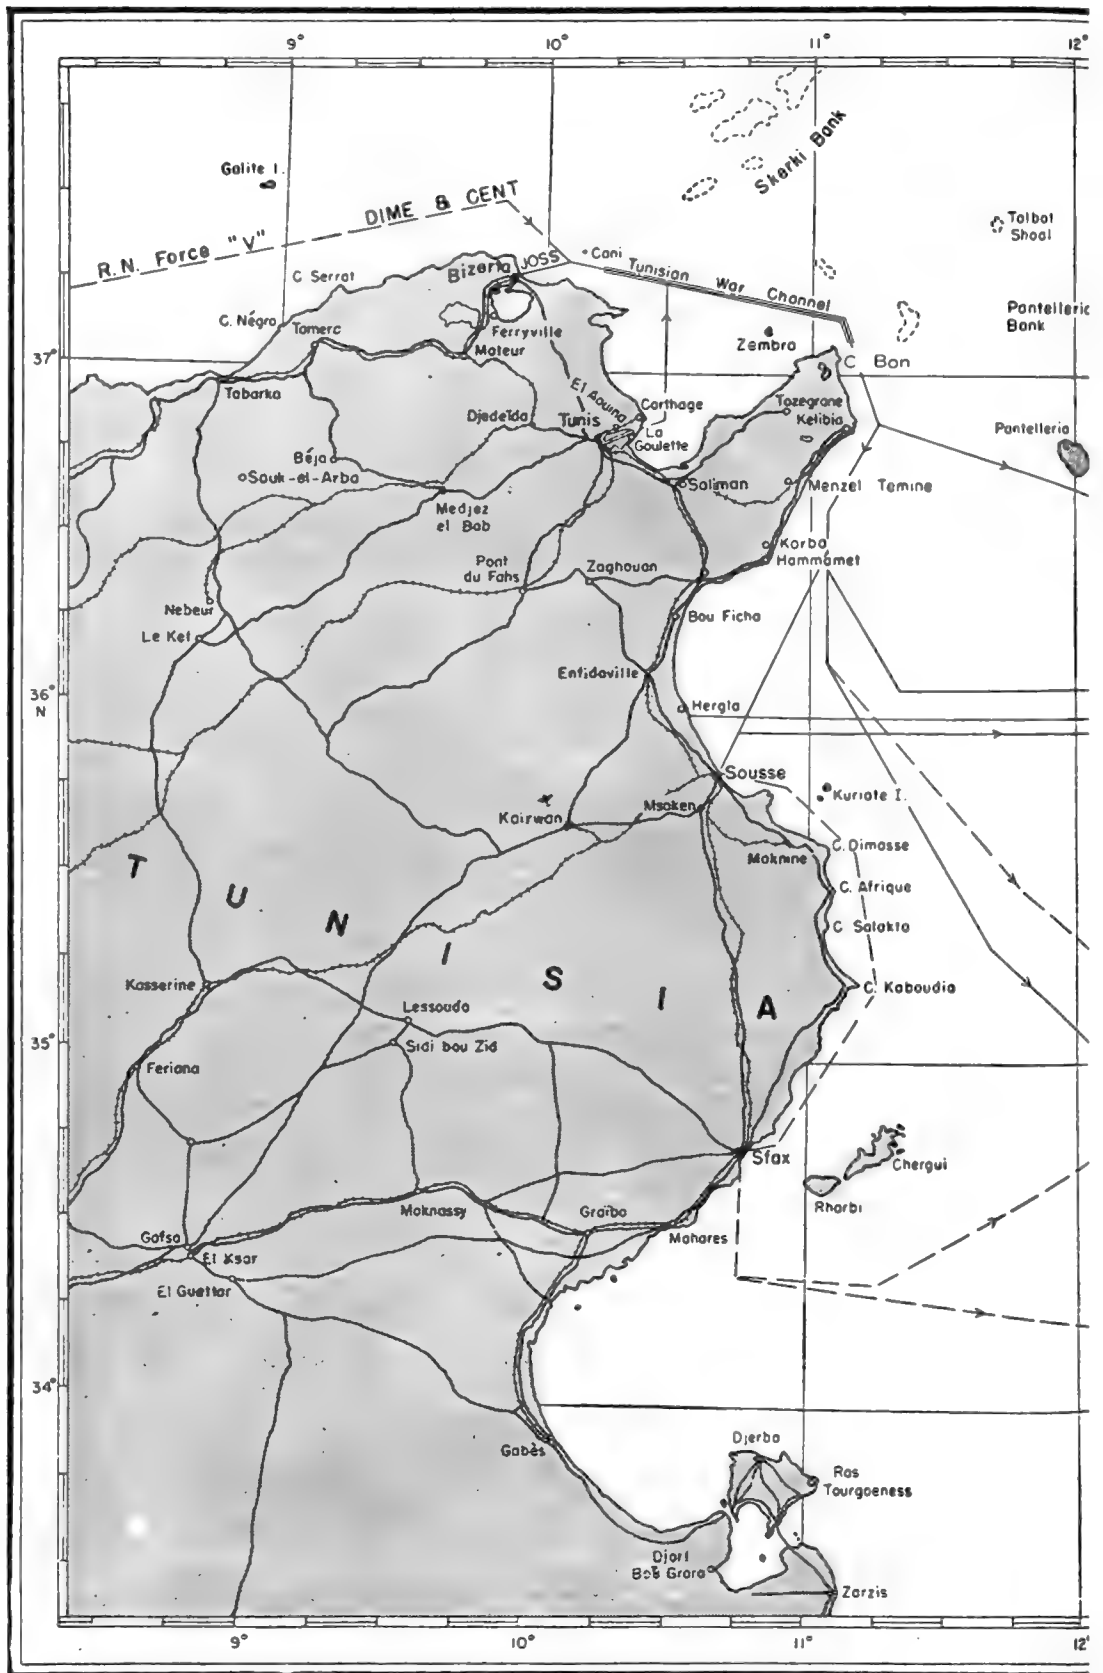 9°
10°
11°
12°
Skerki Bank
Galite I.
DIME & CENT
R.N. Force "V"
Talbot
Shoal
Cani
JOSS
Bizerta
C. Serrat
Tunisian War Channel
C. Négro
Tamerc
Ferryville
Mateur
Zembra
Pantelleric
Bank
37°
C Bon
Tabarka
El Aouina
Carthage
Tazegrane
Kelibia
Djedeïda
Tunis
La
Goulette
Pantelleria
Béja
Souk-el-Arba
Soliman
Menzel Temine
Medjez
el Bab
Korba
Hammamet
Pont
du Fahs
Zaghouan
Nebeur
Bou Ficha
Le Kef
Enfidaville
36°
N
Hergla
Sousse
Kuriate I.
Kairwan
Msaken
Moknine
C. Dimasse
C. Afrique
TUNISIA
C Salakta
Kasserine
C. Kaboudia
Lessouda
35°
Sidi bou Zid
Feriana
Sfax
Chergui
Rharbi
Maknassy
Graïba
Mahares
Gafsa
El Ksar
El Guettar
34°
Gabès
Djerba
Ras
Tourgoeness
Djorf
Bou Grara
Zarzis
9°
10°
11°
12°